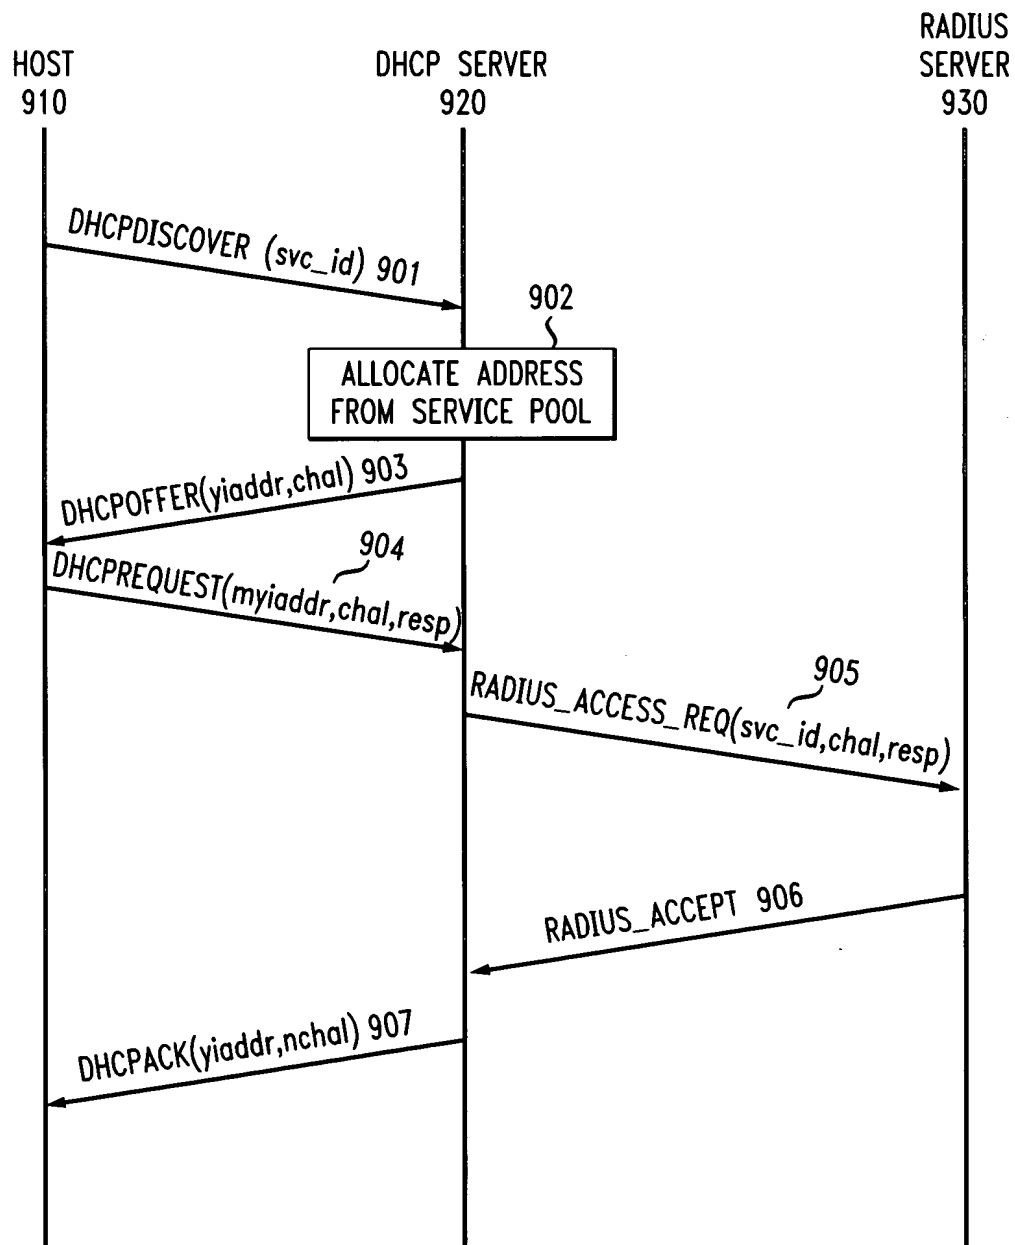 RADIUS
SERVER
930
HOST
910
DHCP SERVER
920
DHCPDISCOVER (svc_id) 901
902
ALLOCATE ADDRESS
FROM SERVICE POOL
DHCPOFFER(yiaddr,chal) 903
904
DHCPREQUEST(myiaddr,chal,resp)
905
RADIUS_ACCESS_REQ(svc_id,chal,resp)
RADIUS_ACCEPT 906
DHCPACK(yiaddr,nchal) 907